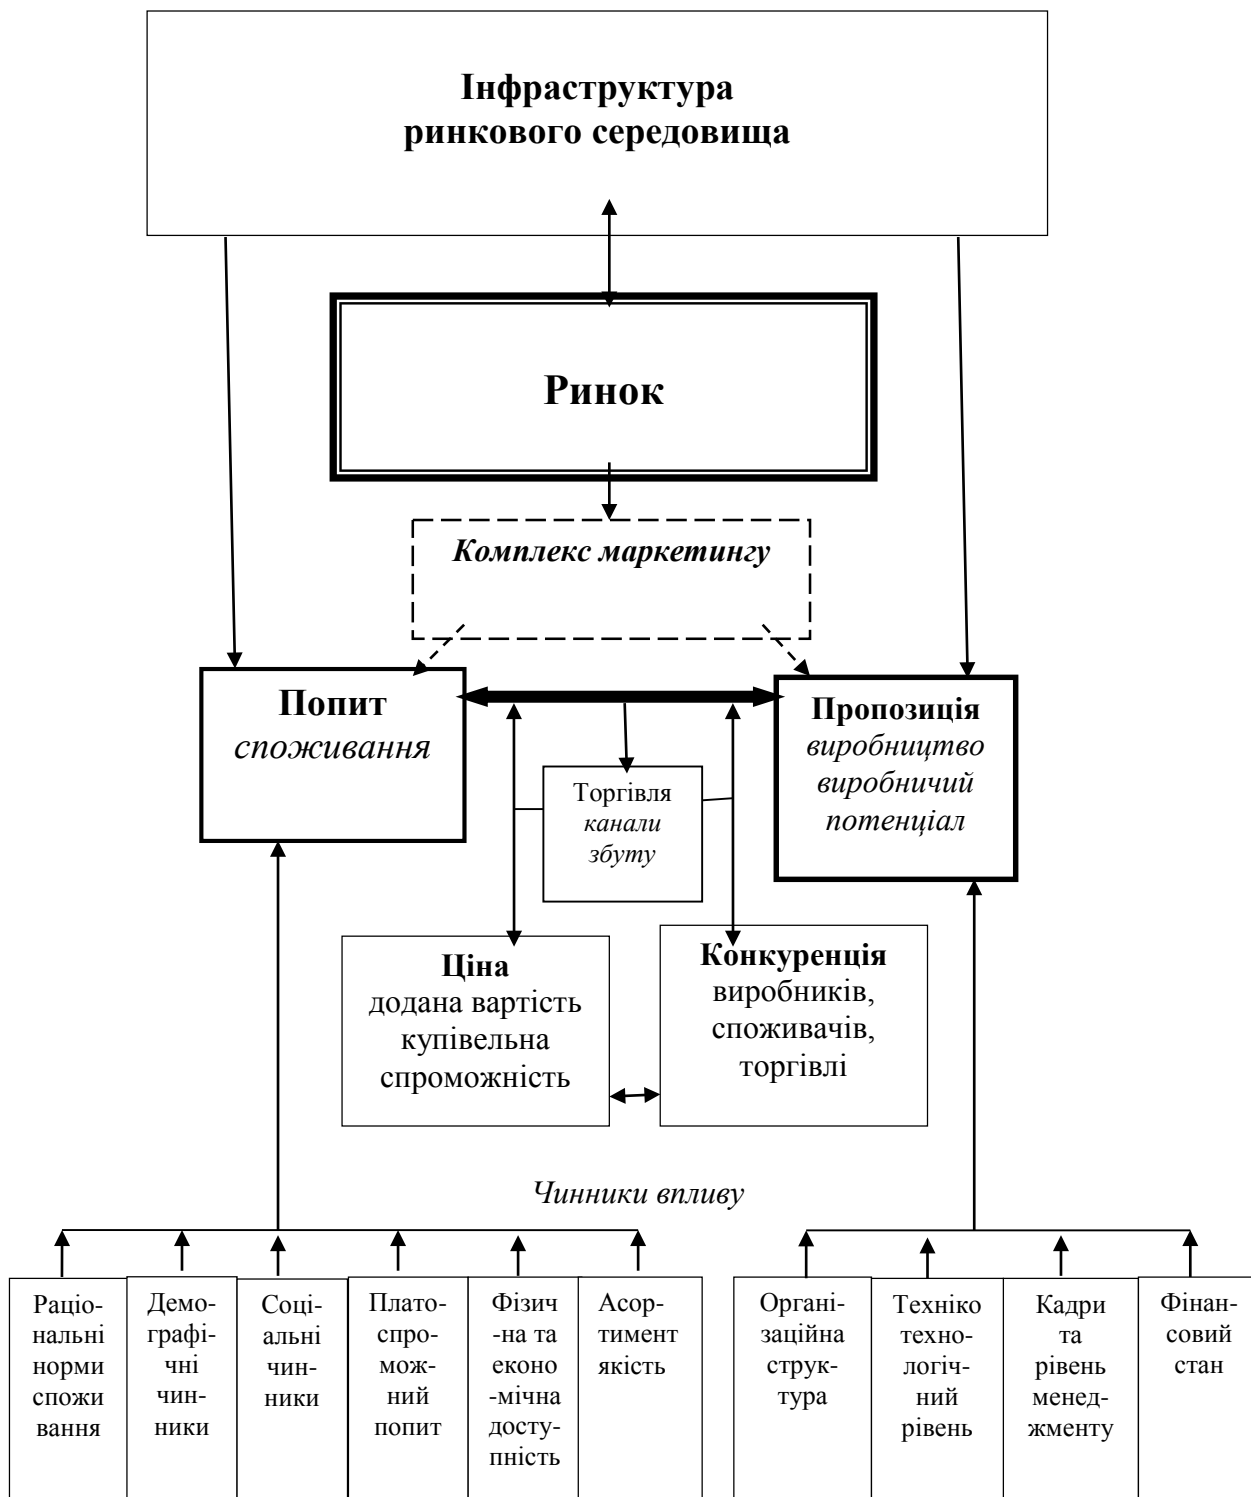 Інфраструктура
ринкового середовища
Ринок
Комплекс маркетингу
Попит
споживання
Пропозиція
виробництво
виробничий
потенціал
Торгівля
канали
збуту
Ціна
додана вартість
купівельна
спроможність
Конкуренція
виробників,
споживачів,
торгівлі
Чинники впливу
Раціо-
нальні
норми
спожи
вання
Демо-
графі-
чні
чин-
ники
Соці-
альні
чин-
ники
Плато-
спро-
мож-
ний
попит
Фізич
-на та
еконо
-мічна
досту-
пність
Асор-
тимент
якість
Органі-
заційна
струк-
тура
Техніко
техно-
логіч-
ний
рівень
Кадри
та
рівень
менед-
жменту
Фінан-
совий
стан